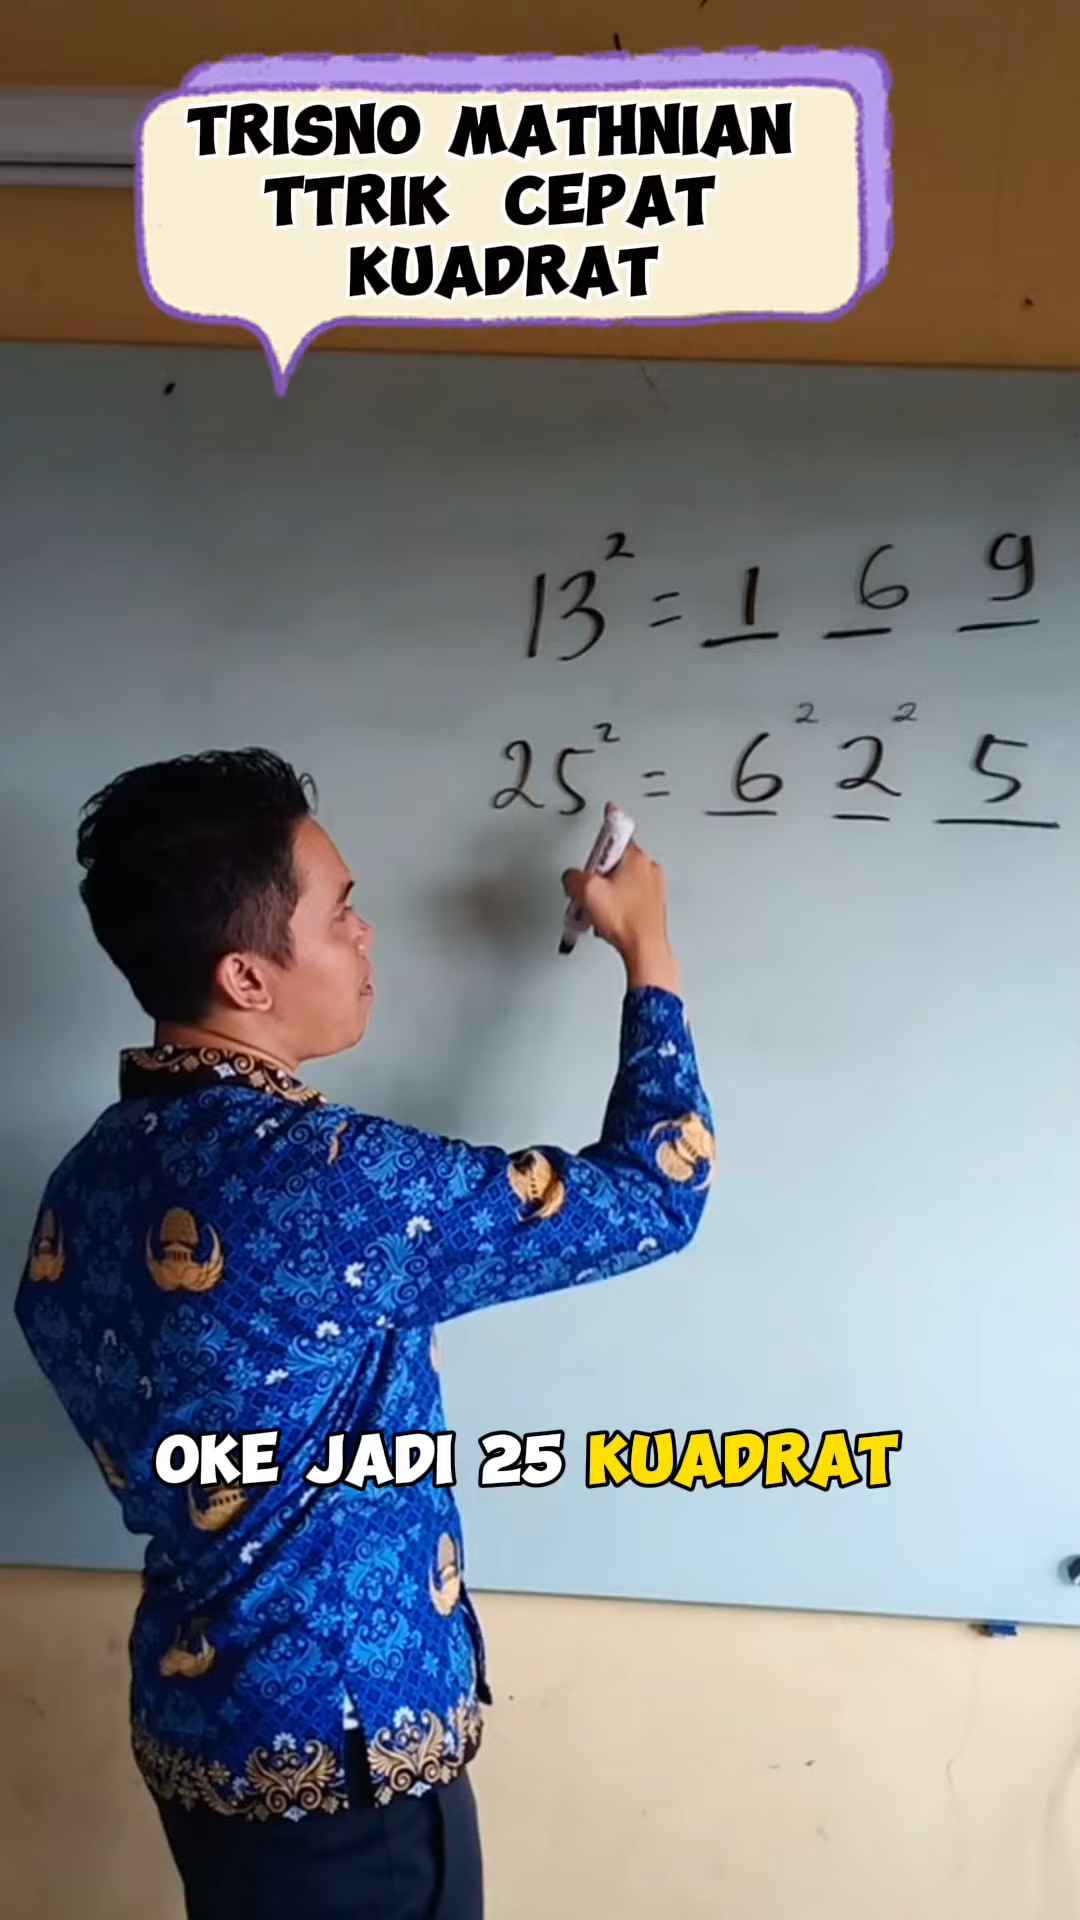 TRISNO MATHNIAN
TTRIK CEPAT
KUADRAT
13² = 1 6 9
25² = 6² 2² 5
OKE JADI 25 KUADRAT